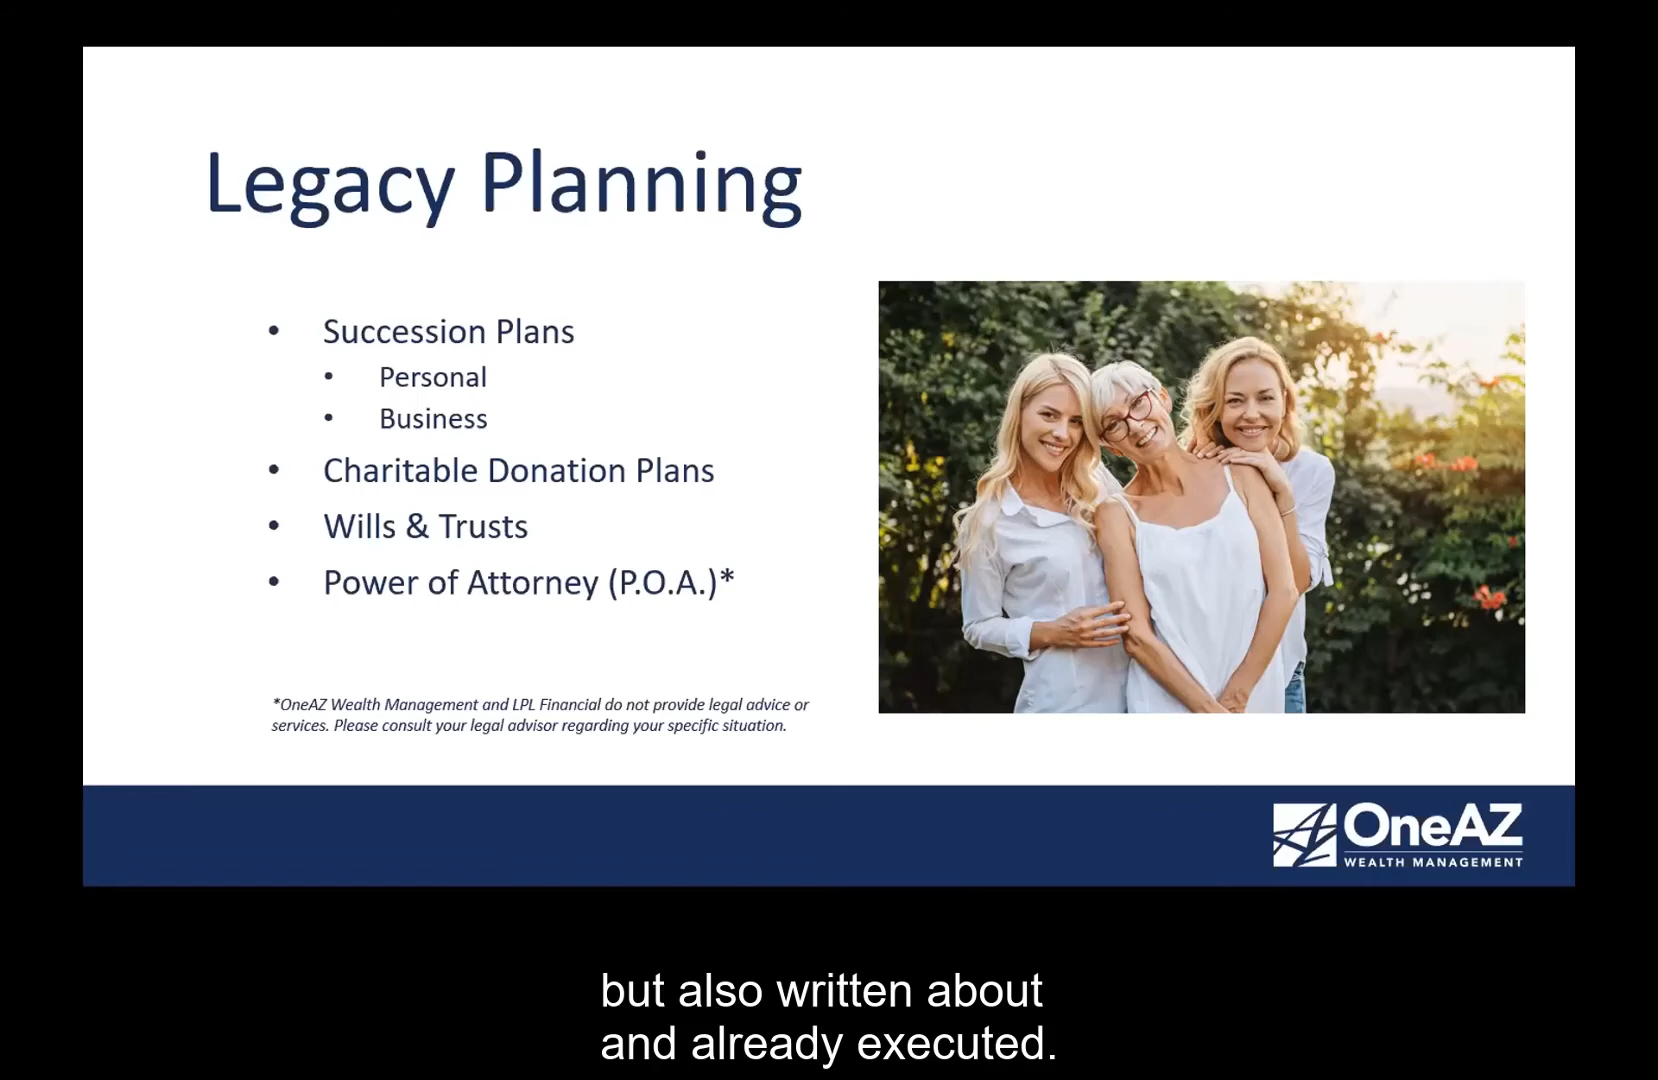 Legacy Planning
• Succession Plans
• Personal
• Business
• Charitable Donation Plans
• Wills & Trusts
• Power of Attorney (P.O.A.)*
*OneAZ Wealth Management and LPL Financial do not provide legal advice or
services. Please consult your legal advisor regarding your specific situation.
OneAZ
WEALTH MANAGEMENT
but also written about
and already executed.